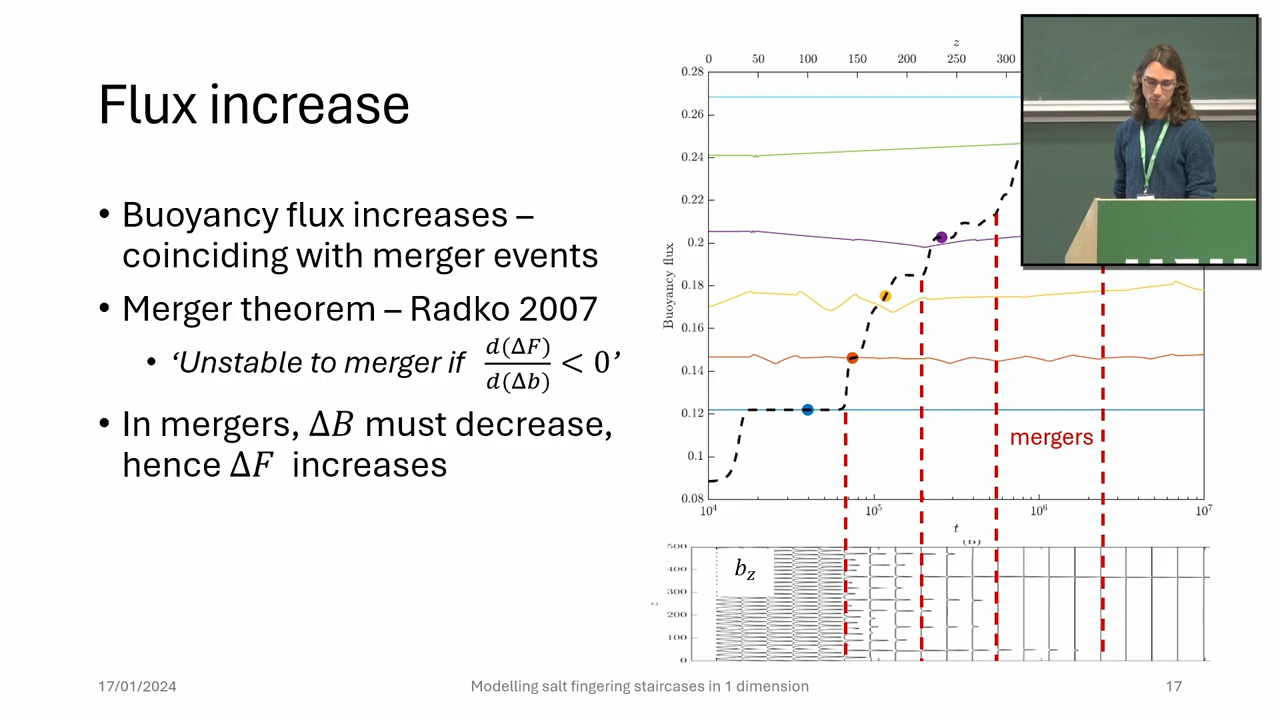 Flux increase
• Buoyancy flux increases –
coinciding with merger events
• Merger theorem – Radko 2007
• ‘Unstable to merger if d(ΔF)/d(Δb) < 0’
• In mergers, ΔB must decrease,
hence ΔF increases
z
0 50 100 150 200 250 300
0.28
0.26
0.24
0.22
0.2
0.18
0.16
0.14
0.12
0.1
0.08
Buoyancy flux
mergers
10⁴ 10⁵ 10⁶ 10⁷
t
(b)
500
400
300
200
100
0
z
b_z
17/01/2024
Modelling salt fingering staircases in 1 dimension
17